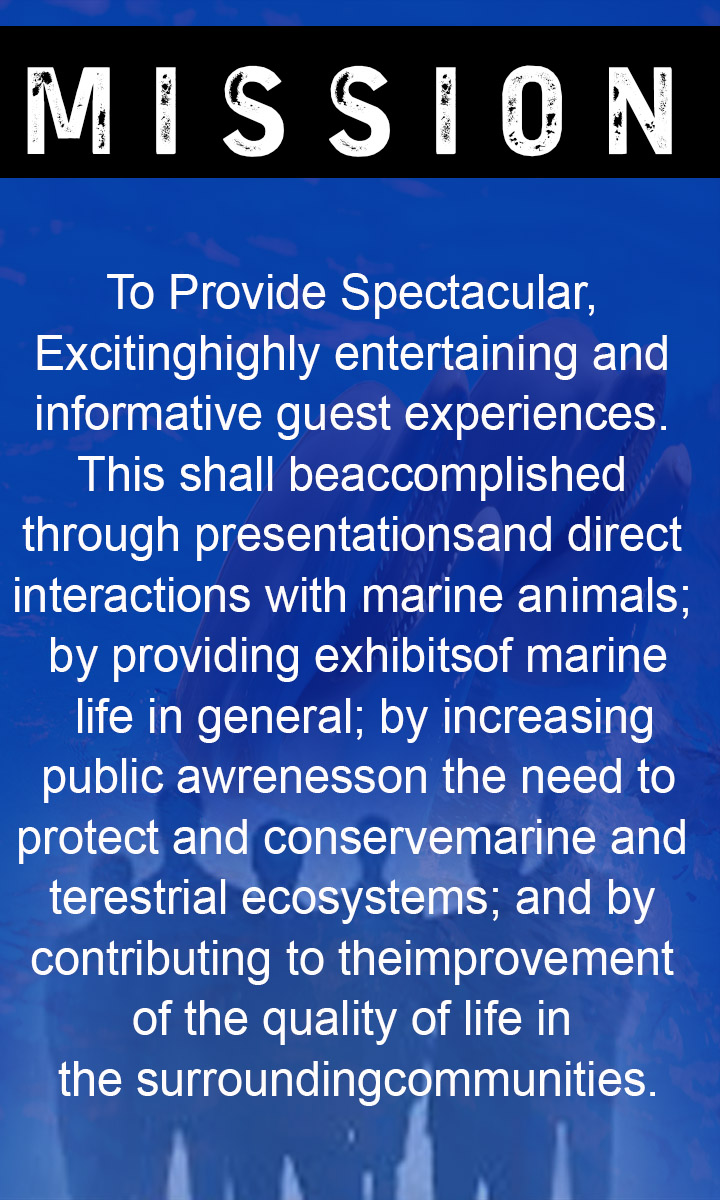 MISSION
To Provide Spectacular,
Excitinghighly entertaining and
informative guest experiences.
This shall beaccomplished
through presentationsand direct
interactions with marine animals;
by providing exhibitsof marine
life in general; by increasing
public awrenesson the need to
protect and conservemarine and
terestrial ecosystems; and by
contributing to theimprovement
of the quality of life in
the surroundingcommunities.